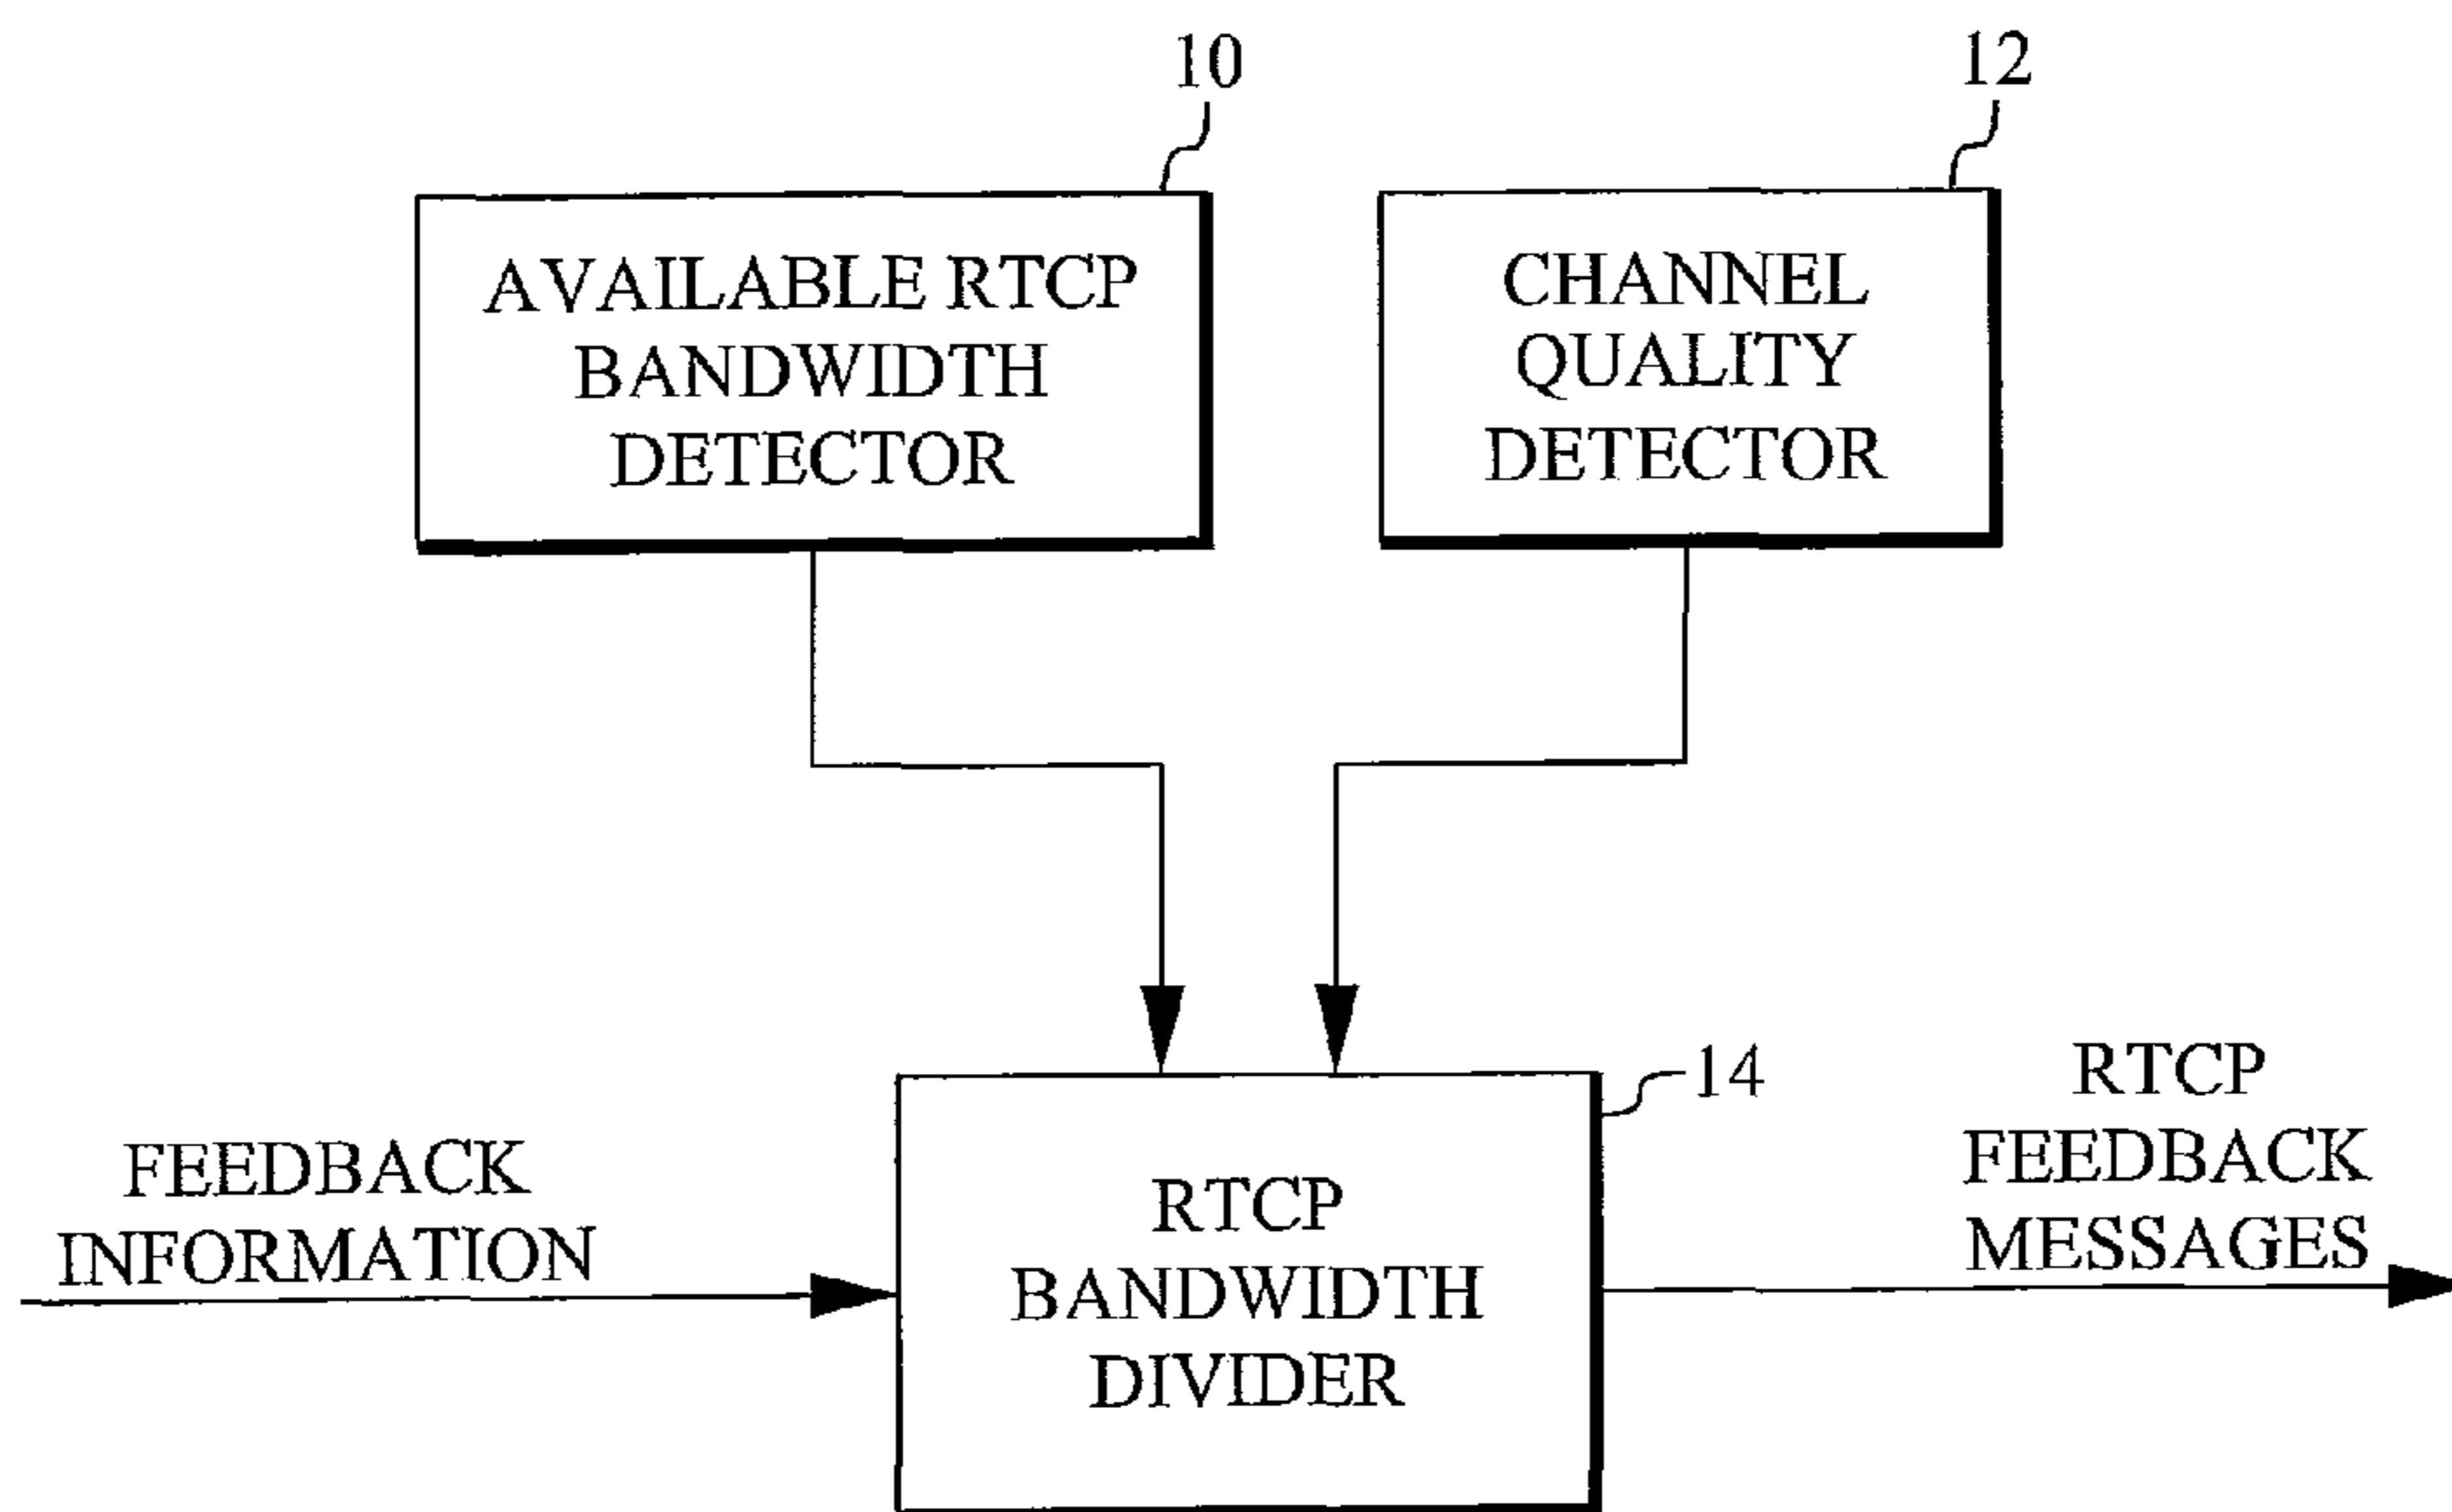 10
12
AVAILABLE RTCP
BANDWIDTH
DETECTOR
CHANNEL
QUALITY
DETECTOR
14
FEEDBACK
INFORMATION
RTCP
BANDWIDTH
DIVIDER
RTCP
FEEDBACK
MESSAGES